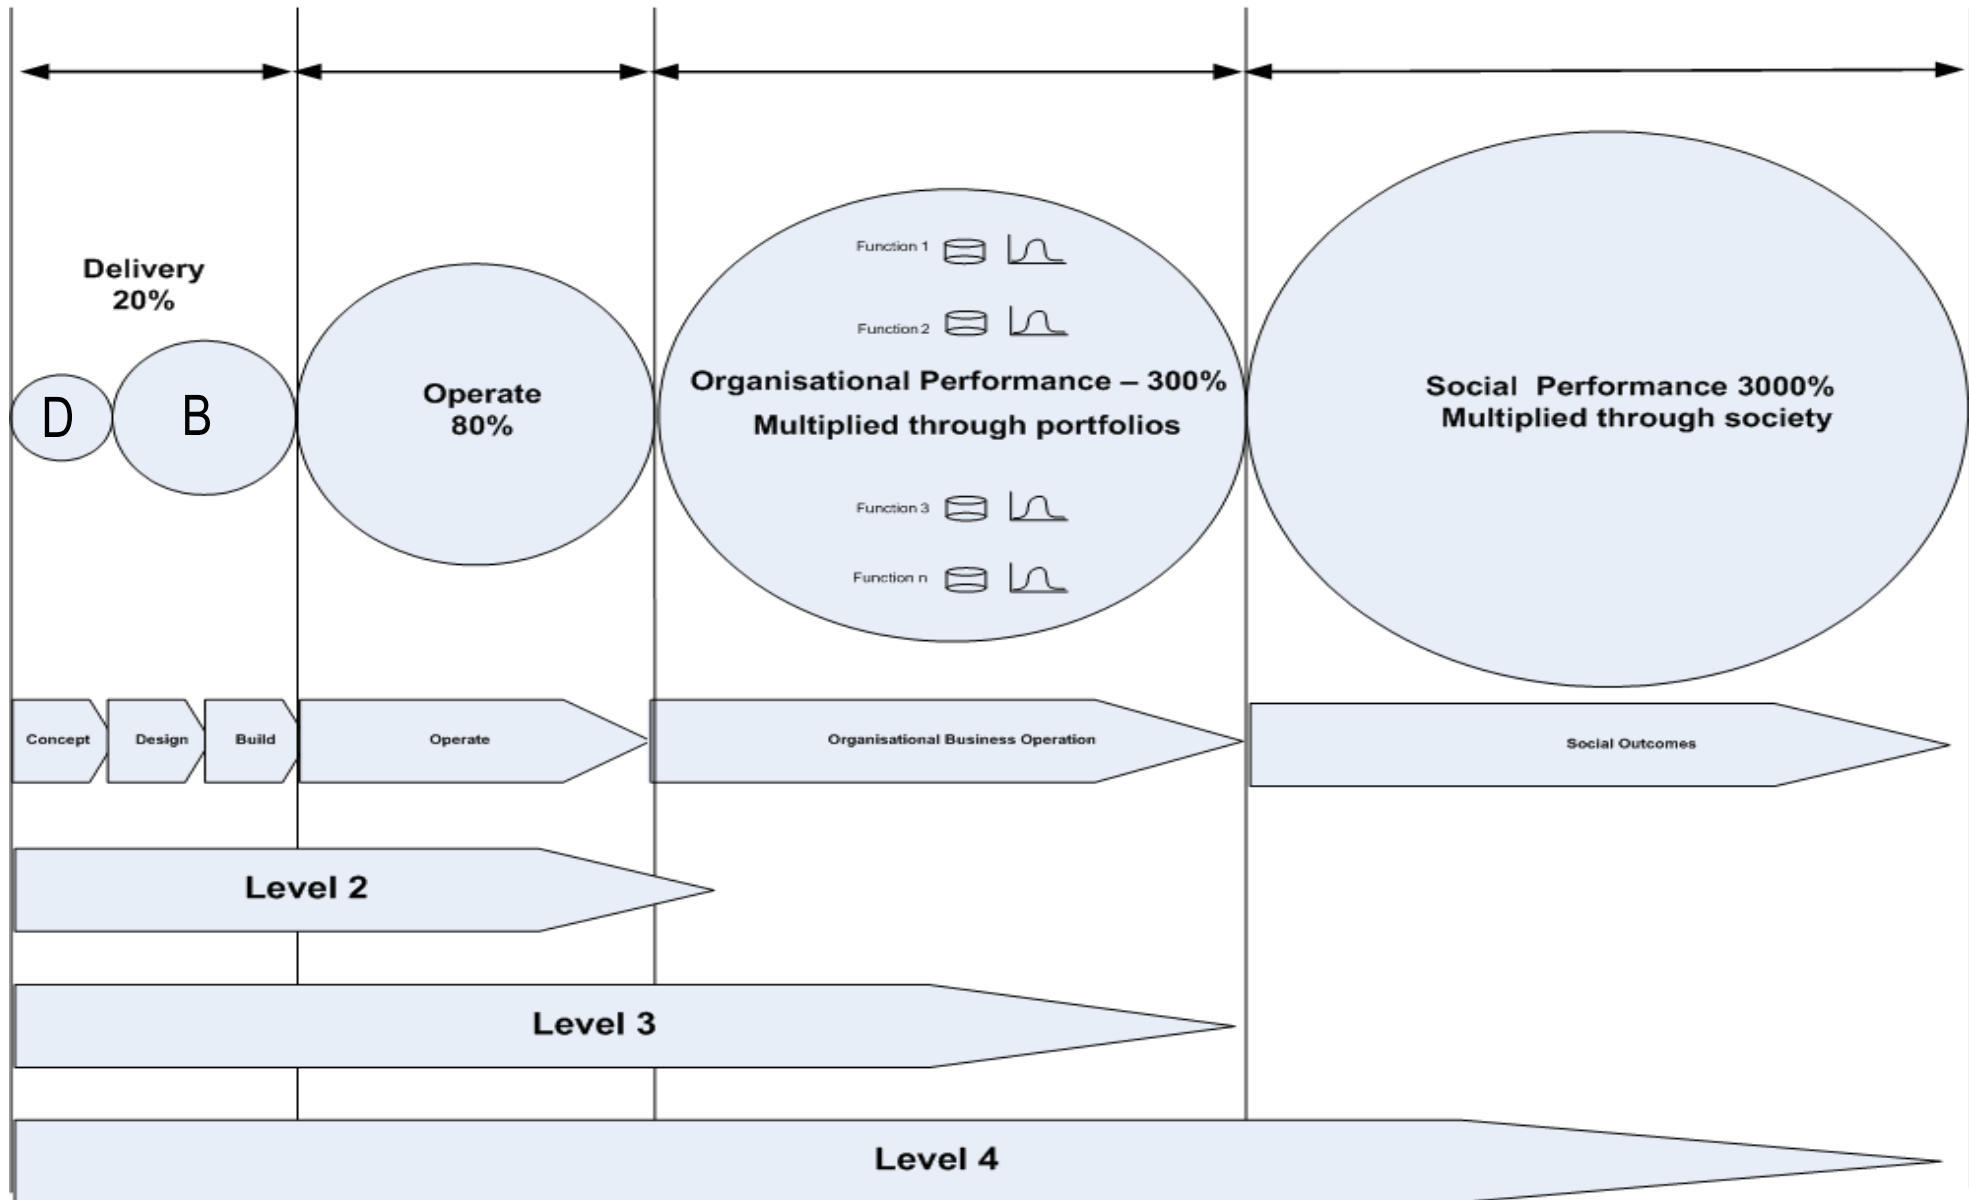 Delivery
20%
D
B
Operate
80%
Function 1
Function 2
Organisational Performance – 300%
Multiplied through portfolios
Function 3
Function n
Social Performance 3000%
Multiplied through society
Concept
Design
Build
Operate
Organisational Business Operation
Social Outcomes
Level 2
Level 3
Level 4